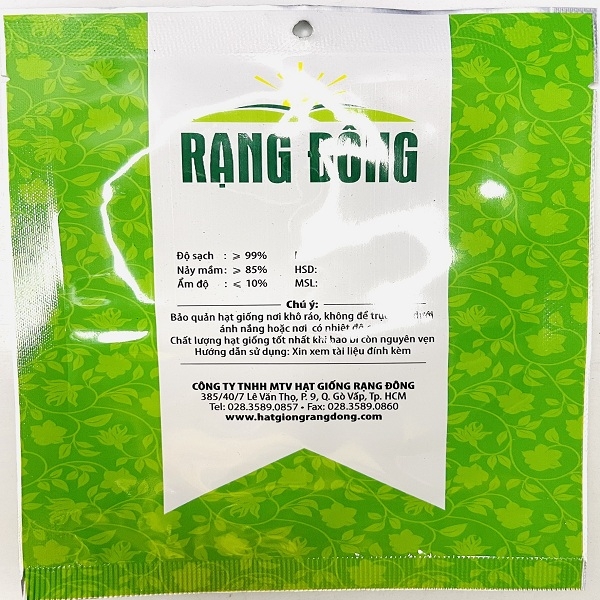 RẠNG ĐÔNG
Độ sạch : ⩾ 99%
Nảy mầm: ⩾ 85% HSD:
Ẩm độ : ⩽ 10% MSL:
Chú ý:
Bảo quản hạt giống nơi khô ráo, không để
ánh nắng hoặc nơi có nhiệt độ
Chất lượng hạt giống tốt nhất khi bao bì còn nguyên vẹn
Hướng dẫn sử dụng: Xin xem tài liệu đính kèm
CÔNG TY TNHH MTV HẠT GIỐNG RẠNG ĐÔNG
385/40/7 Lê Văn Thọ, P. 9, Q. Gò Vấp, Tp. HCM
Tel: 028.3589.0857 • Fax: 028.3589.0860
www.hatgiongrangdong.com